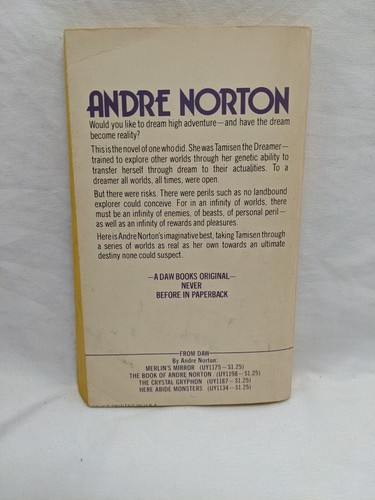 ANDRE NORTON
Would you like to dream high adventure—and have the dream
become reality?
This is the novel of one who did. She was Tamisen the Dreamer—
trained to explore other worlds through her genetic ability to
transfer herself through dream to their actualities. To a
dreamer all worlds, all times, were open.
But there were risks. There were perils such as no landbound
explorer could conceive. For in an infinity of worlds, there
must be an infinity of enemies, of beasts, of personal peril—
as well an infinity of rewards and pleasures.
Here is Andre Norton's imaginative best, taking Tamisen through
a series of worlds as real as her own towards an ultimate
destiny none could suspect.
—A DAW BOOKS ORIGINAL—
NEVER
BEFORE IN PAPERBACK
FROM DAW
By Andre Norton:
MERLIN'S MIRROR (UY1175—$1.25)
THE BOOK OF ANDRE NORTON (UY1198—$1.25)
THE CRYSTAL GRYPHON (UY1187—$1.25)
HERE ABIDE MONSTERS (UY1134—$1.25)